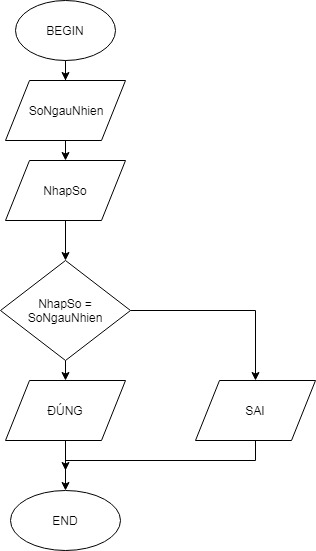 BEGIN
SoNgauNhien
NhapSo
NhapSo =
SoNgauNhien
ĐÚNG
SAI
END